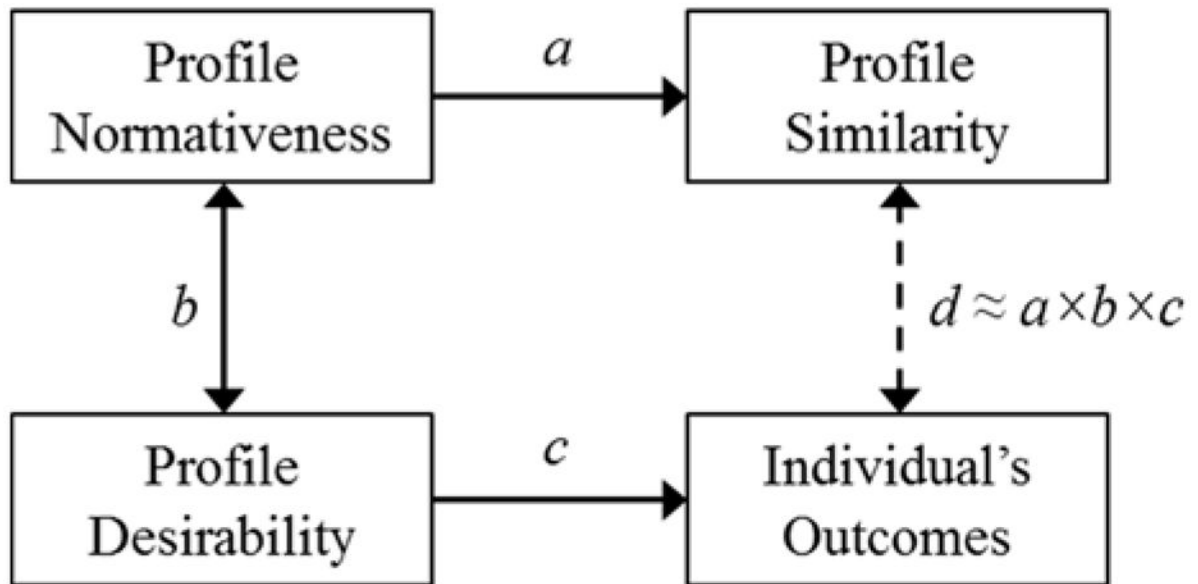 Profile
Normativeness
a
Profile
Similarity
b
d ≈ a×b×c
Profile
Desirability
c
Individual’s
Outcomes